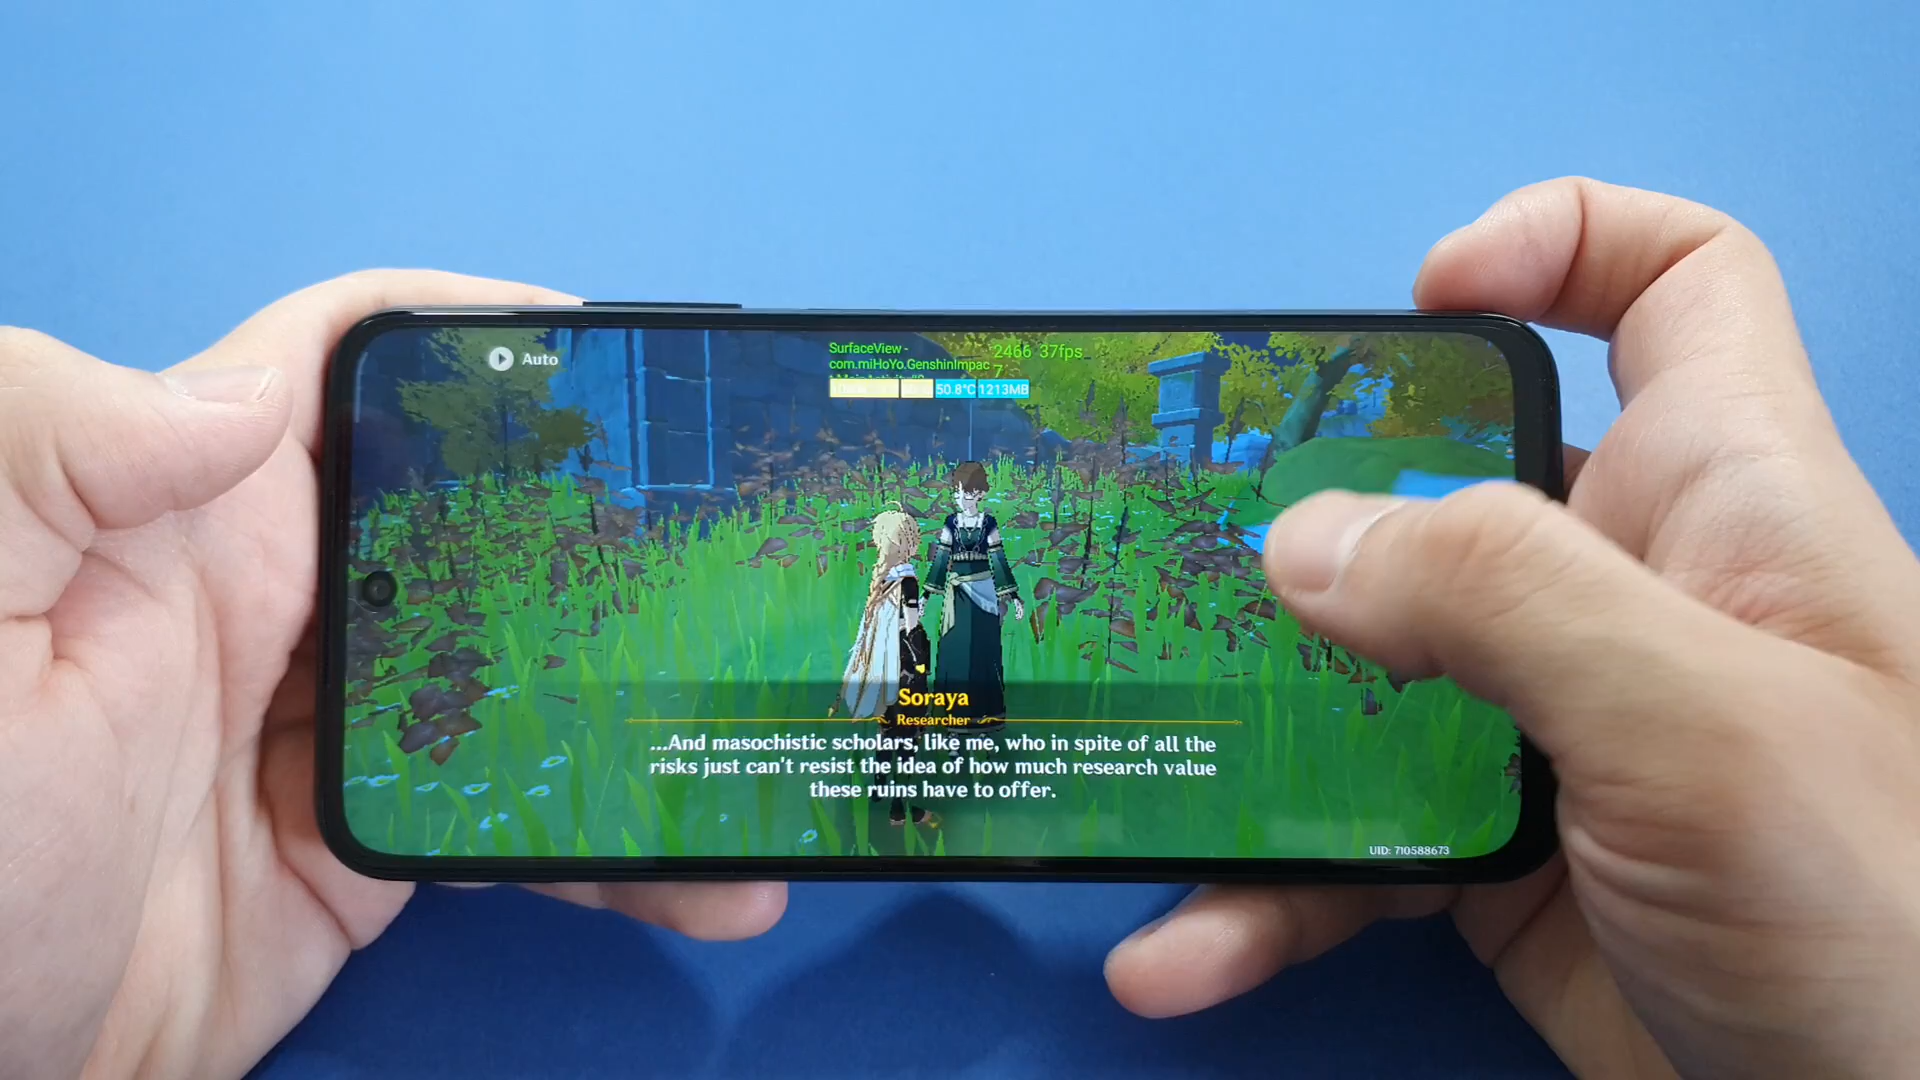 Auto
SurfaceView -
com.miHoYo.GenshinImpac
24667 37fps
50.8°C 1213MB
Soraya
Researcher
...And masochistic scholars, like me, who in spite of all the
risks just can't resist the idea of how much research value
these ruins have to offer.
UID: 710588673